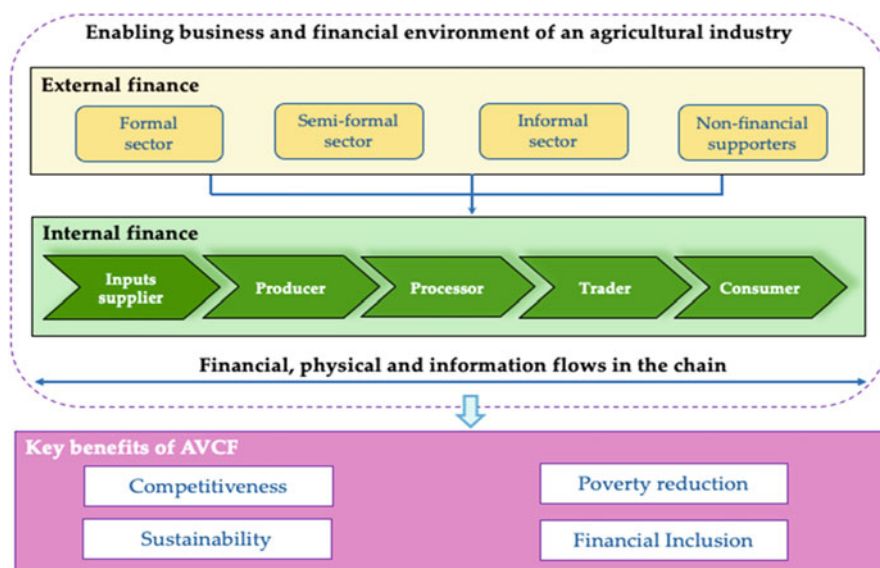 Enabling business and financial environment of an agricultural industry
External finance
Formal
sector
Semi-formal
sector
Informal
sector
Non-financial
supporters
Internal finance
Inputs
supplier
Producer
Processor
Trader
Consumer
Financial, physical and information flows in the chain
Key benefits of AVCF
Competitiveness
Poverty reduction
Sustainability
Financial Inclusion